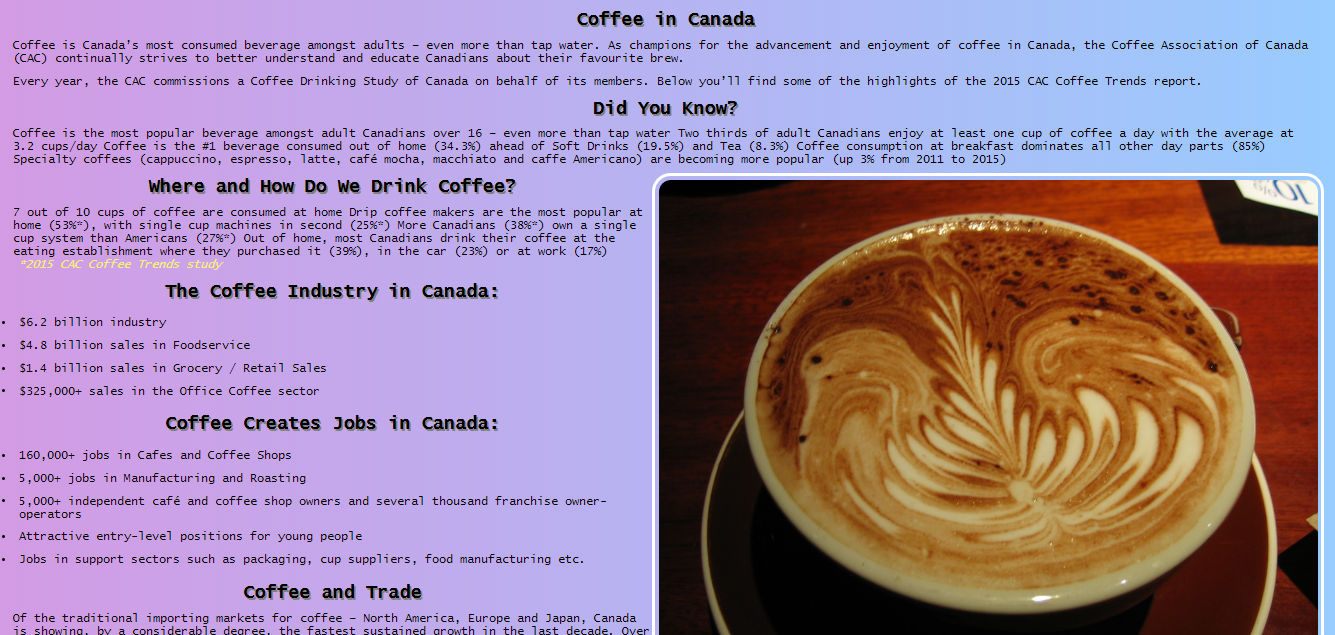 Coffee in Canada
Coffee is Canada's most consumed beverage amongst adults – even more than tap water. As champions for the advancement and enjoyment of coffee in Canada, the Coffee Association of Canada
(CAC) continually strives to better understand and educate Canadians about their favourite brew.
Every year, the CAC commissions a Coffee Drinking Study of Canada on behalf of its members. Below you'll find some of the highlights of the 2015 CAC Coffee Trends report.
Did You Know?
Coffee is the most popular beverage amongst adult Canadians over 16 – even more than tap water Two thirds of adult Canadians enjoy at least one cup of coffee a day with the average at
3.2 cups/day Coffee is the #1 beverage consumed out of home (34.3%) ahead of Soft Drinks (19.5%) and Tea (8.3%) Coffee consumption at breakfast dominates all other day parts (85%)
Specialty coffees (cappuccino, espresso, latte, café mocha, macchiato and caffe Americano) are becoming more popular (up 3% from 2011 to 2015)
Where and How Do We Drink Coffee?
7 out of 10 cups of coffee are consumed at home Drip coffee makers are the most popular at
home (53%*), with single cup machines in second (25%*) More Canadians (38%*) own a single
cup system than Americans (27%*) Out of home, most Canadians drink their coffee at the
eating establishment where they purchased it (39%), in the car (23%) or at work (17%)
*2015 CAC Coffee Trends study
The Coffee Industry in Canada:
• $6.2 billion industry
• $4.8 billion sales in Foodservice
• $1.4 billion sales in Grocery / Retail Sales
• $325,000+ sales in the Office Coffee sector
Coffee Creates Jobs in Canada:
• 160,000+ jobs in Cafes and Coffee Shops
• 5,000+ jobs in Manufacturing and Roasting
• 5,000+ independent café and coffee shop owners and several thousand franchise owner-
operators
• Attractive entry-level positions for young people
• Jobs in support sectors such as packaging, cup suppliers, food manufacturing etc.
Coffee and Trade
Of the traditional importing markets for coffee – North America, Europe and Japan, Canada
is showing, by a considerable degree, the fastest sustained growth in the last decade. Over